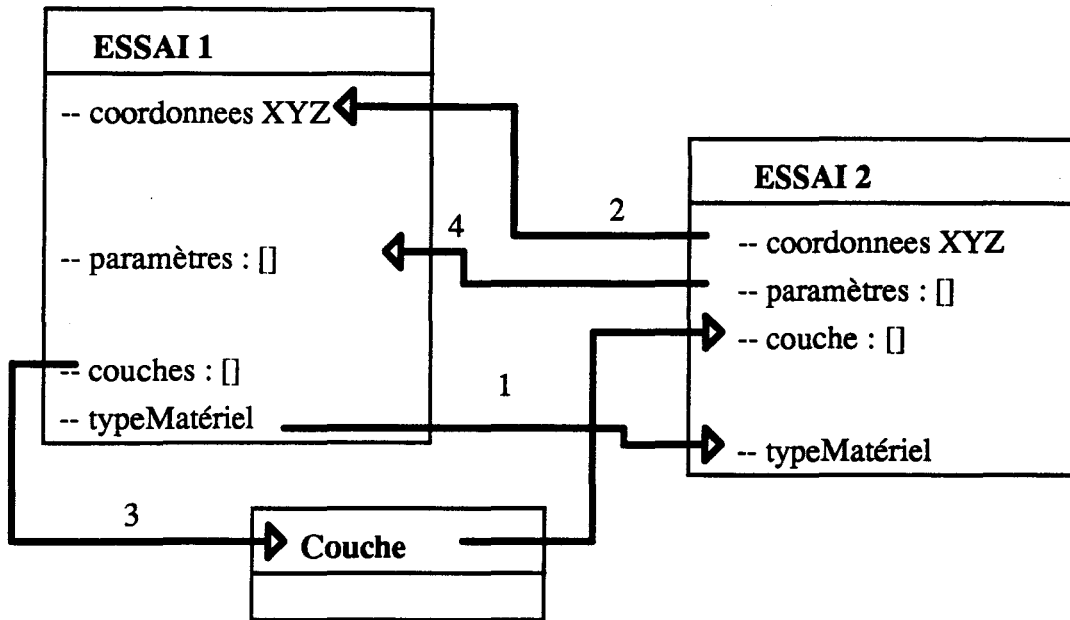 ESSAI 1
-- coordonnees XYZ
-- paramètres : []
-- couches : []
-- typeMatériel
ESSAI 2
-- coordonnees XYZ
-- paramètres : []
-- couche : []
-- typeMatériel
2
4
1
3
Couche